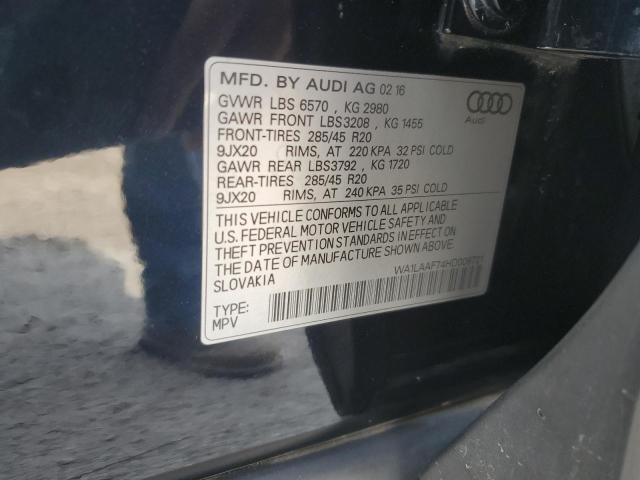 MFD. BY AUDI AG 02 16
GVWR LBS 6570 , KG 2980
GAWR FRONT LBS3208 , KG 1455
FRONT-TIRES 285/45 R20
9JX20 RIMS, AT 220 KPA 32 PSI COLD
GAWR REAR LBS3792 , KG 1720
REAR-TIRES 285/45 R20
9JX20 RIMS, AT 240 KPA 35 PSI COLD
THIS VEHICLE CONFORMS TO ALL APPLICABLE
U.S. FEDERAL MOTOR VEHICLE SAFETY AND
THEFT PREVENTION STANDARDS IN EFFECT ON
THE DATE OF MANUFACTURE SHOWN ABOVE.
SLOVAKIA
TYPE:
MPV
Audi